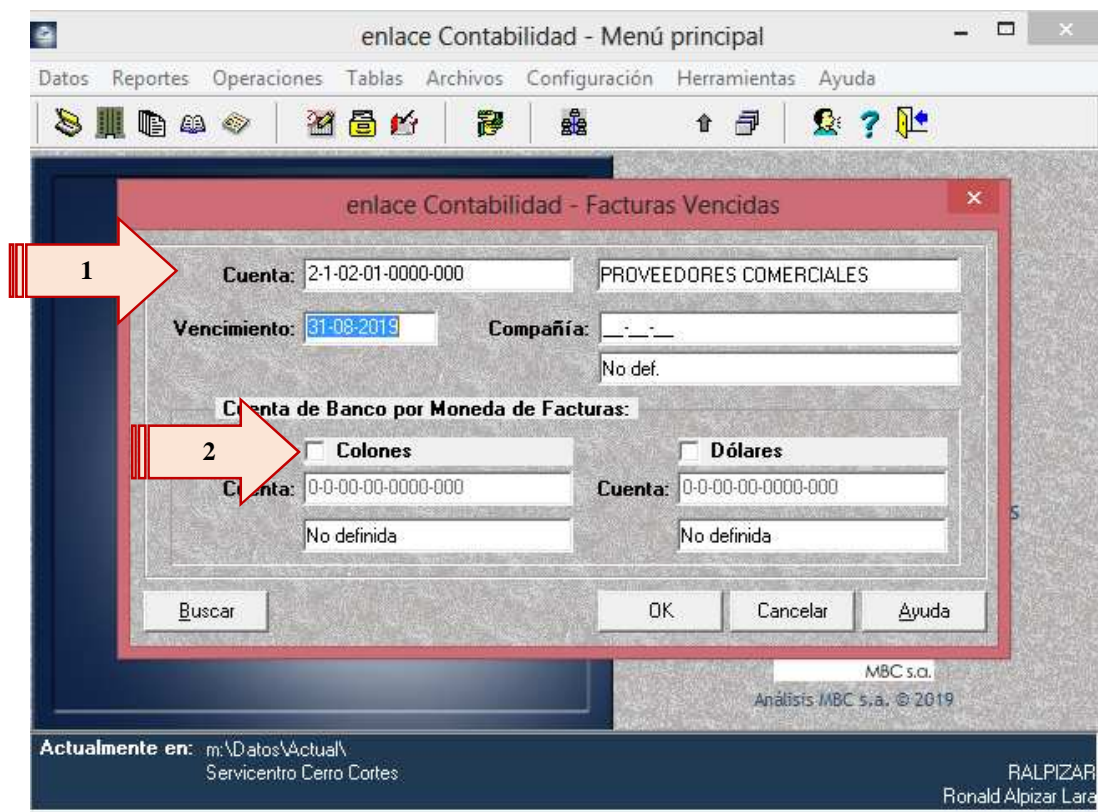 enlace Contabilidad - Menú principal
Datos Reportes Operaciones Tablas Archivos Configuración Herramientas Ayuda
enlace Contabilidad - Facturas Vencidas
1
Cuenta: 2-1-02-01-0000-000 PROVEEDORES COMERCIALES
Vencimiento: 31-08-2019 Compañía: __-__-__
No def.
Cuenta de Banco por Moneda de Facturas:
2
Colones Dólares
Cuenta: 0-0-00-00-0000-000 Cuenta: 0-0-00-00-0000-000
No definida No definida
S
Buscar OK Cancelar Ayuda
MBC s.a.
Análisis MBC s.a. © 2019
Actualmente en: m:\Datos\Actual\
Servicentro Cerro Cortes
RALPIZAR
Ronald Alpizar Lara